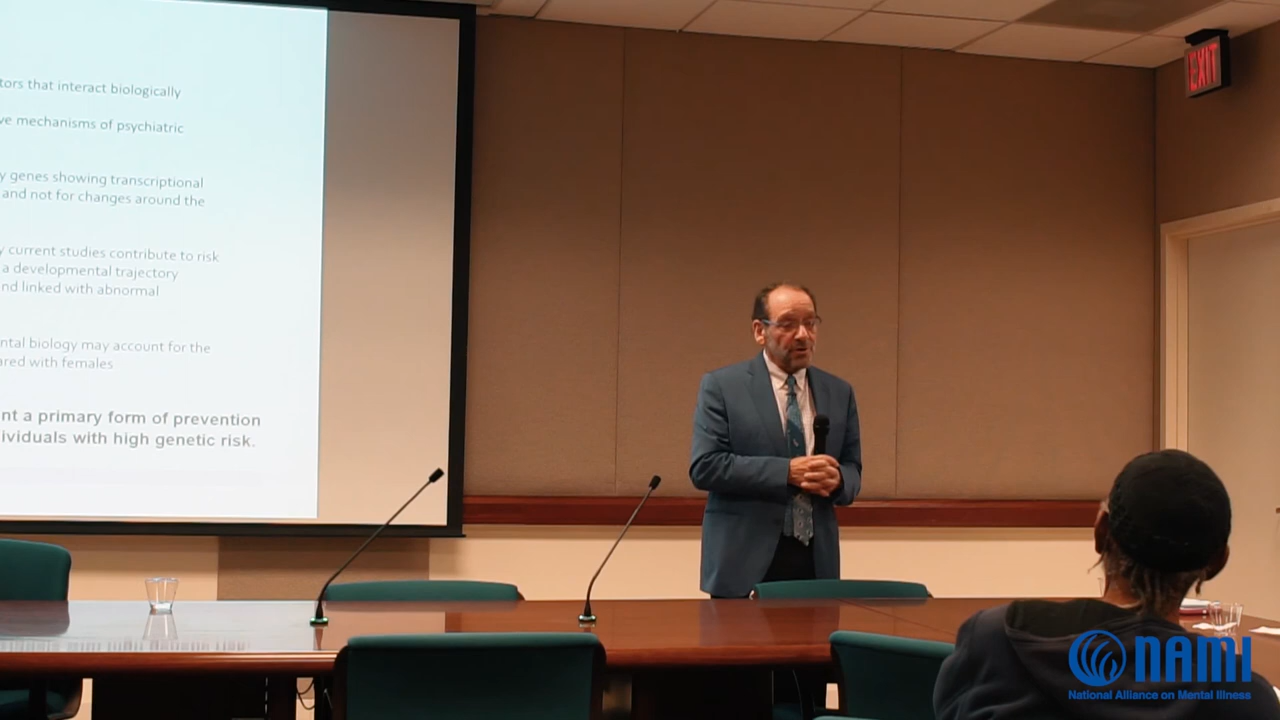 tors that interact biologically
ve mechanisms of psychiatric
y genes showing transcriptional
and not for changes around the
y current studies contribute to risk
a developmental trajectory
nd linked with abnormal
ntal biology may account for the
ared with females
nt a primary form of prevention
ividuals with high genetic risk.
EXIT
NAMI
National Alliance on Mental Illness